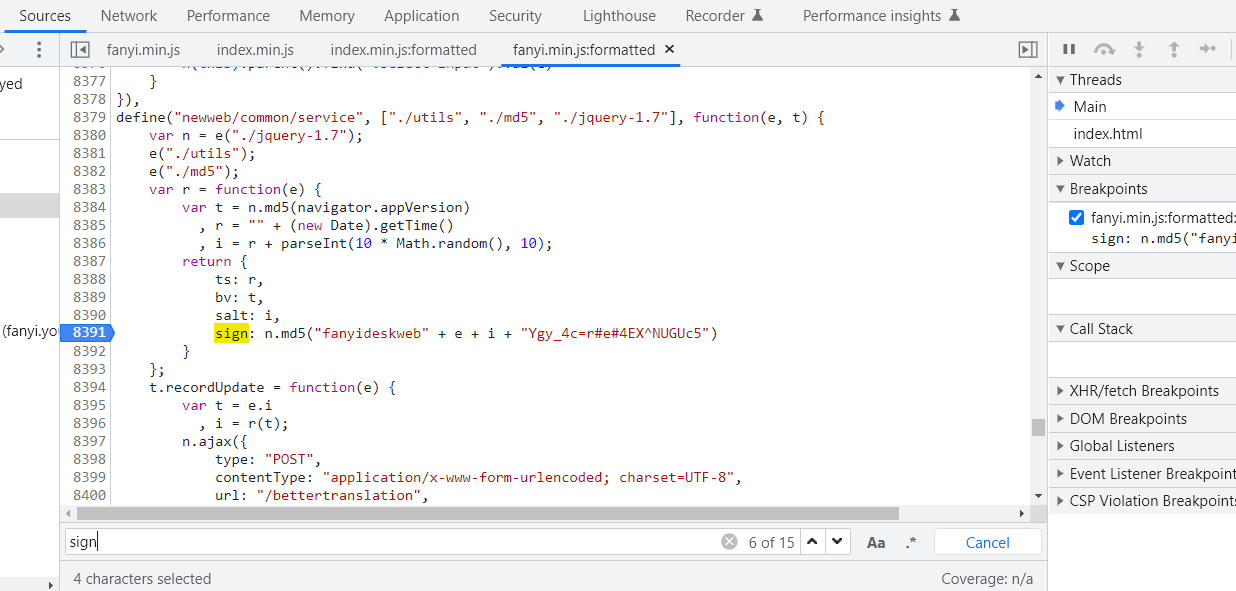 Sources Network Performance Memory Application Security Lighthouse Recorder Performance insights
fanyi.min.js index.min.js index.min.js:formatted fanyi.min.js:formatted ×
yed
(fanyi.yo
8377 }
8378 }),
8379 define("newweb/common/service", ["./utils", "./md5", "./jquery-1.7"], function(e, t) {
8380 var n = e("./jquery-1.7");
8381 e("./utils");
8382 e("./md5");
8383 var r = function(e) {
8384 var t = n.md5(navigator.appVersion)
8385 , r = "" + (new Date).getTime()
8386 , i = r + parseInt(10 * Math.random(), 10);
8387 return {
8388 ts: r,
8389 bv: t,
8390 salt: i,
8391 sign: n.md5("fanyideskweb" + e + i + "Ygy_4c=r#e#4EX^NUGUc5")
8392 }
8393 };
8394 t.recordUpdate = function(e) {
8395 var t = e.i
8396 , i = r(t);
8397 n.ajax({
8398 type: "POST",
8399 contentType: "application/x-www-form-urlencoded; charset=UTF-8",
8400 url: "/bettertranslation",
sign 6 of 15 Aa .* Cancel
4 characters selected Coverage: n/a
Threads
Main
index.html
Watch
Breakpoints
fanyi.min.js:formatted:
sign: n.md5("fanyi
Scope
Call Stack
XHR/fetch Breakpoints
DOM Breakpoints
Global Listeners
Event Listener Breakpoint
CSP Violation Breakpoints